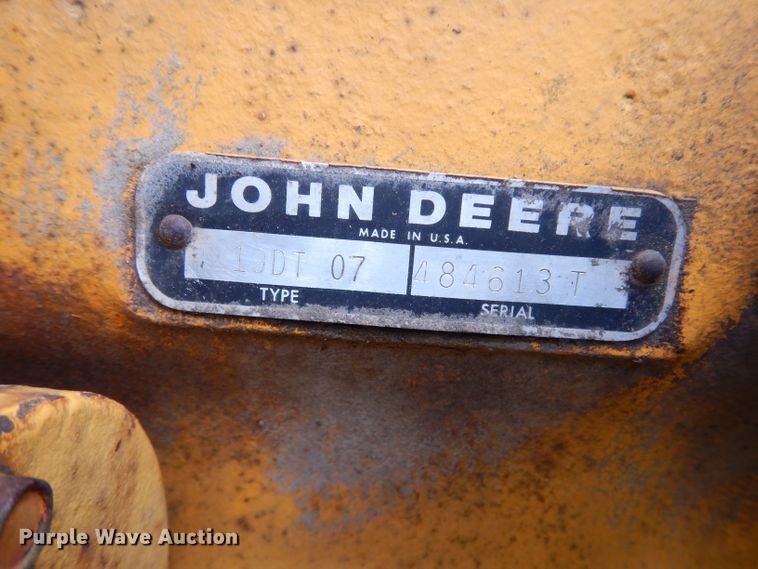 JOHN DEERE
MADE IN U.S.A.
07 484613 T
TYPE SERIAL
Purple Wave Auction